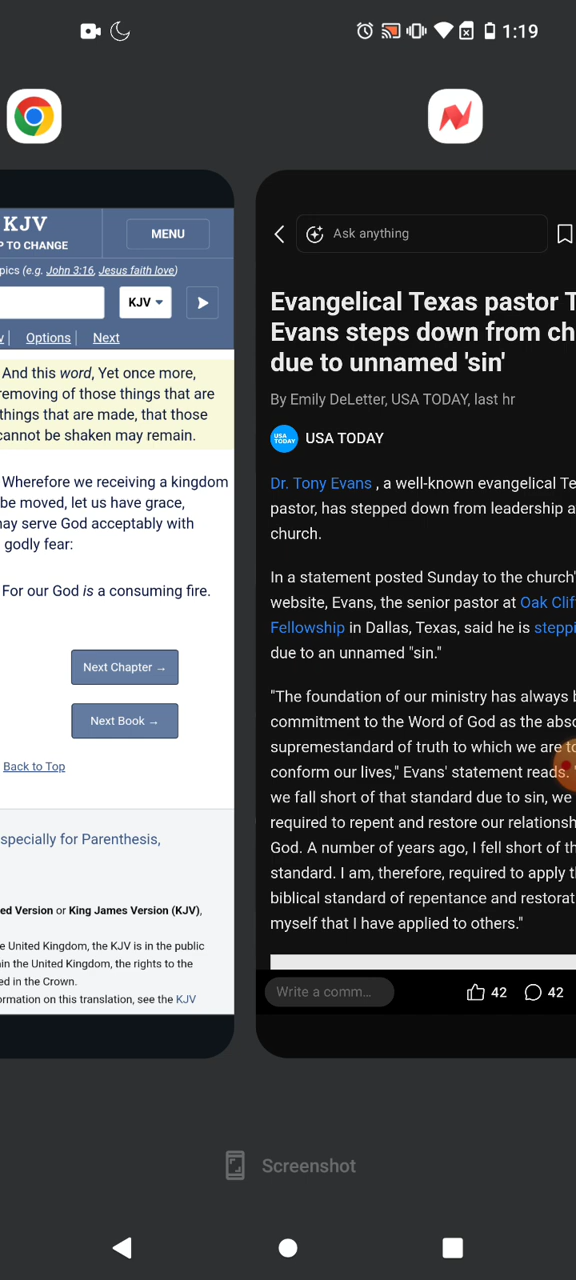 1:19
KJV
P TO CHANGE
MENU
pics (e.g. John 3:16, Jesus faith love)
KJV
Options
Next
And this word, Yet once more,
removing of those things that are
things that are made, that those
cannot be shaken may remain.
Wherefore we receiving a kingdom
be moved, let us have grace,
may serve God acceptably with
godly fear:
For our God is a consuming fire.
Next Chapter →
Next Book →
Back to Top
specially for Parenthesis,
ed Version or King James Version (KJV),
e United Kingdom, the KJV is in the public
in the United Kingdom, the rights to the
ed in the Crown.
ormation on this translation, see the KJV
Ask anything
Evangelical Texas pastor T
Evans steps down from ch
due to unnamed 'sin'
By Emily DeLetter, USA TODAY, last hr
USA TODAY
USA TODAY
Dr. Tony Evans , a well-known evangelical Te
pastor, has stepped down from leadership a
church.
In a statement posted Sunday to the church'
website, Evans, the senior pastor at Oak Clif
Fellowship in Dallas, Texas, said he is steppi
due to an unnamed "sin."
"The foundation of our ministry has always b
commitment to the Word of God as the abso
supremestandard of truth to which we are to
conform our lives," Evans' statement reads. "
we fall short of that standard due to sin, we
required to repent and restore our relationsh
God. A number of years ago, I fell short of th
standard. I am, therefore, required to apply t
biblical standard of repentance and restorat
myself that I have applied to others."
Write a comm...
42
42
Screenshot